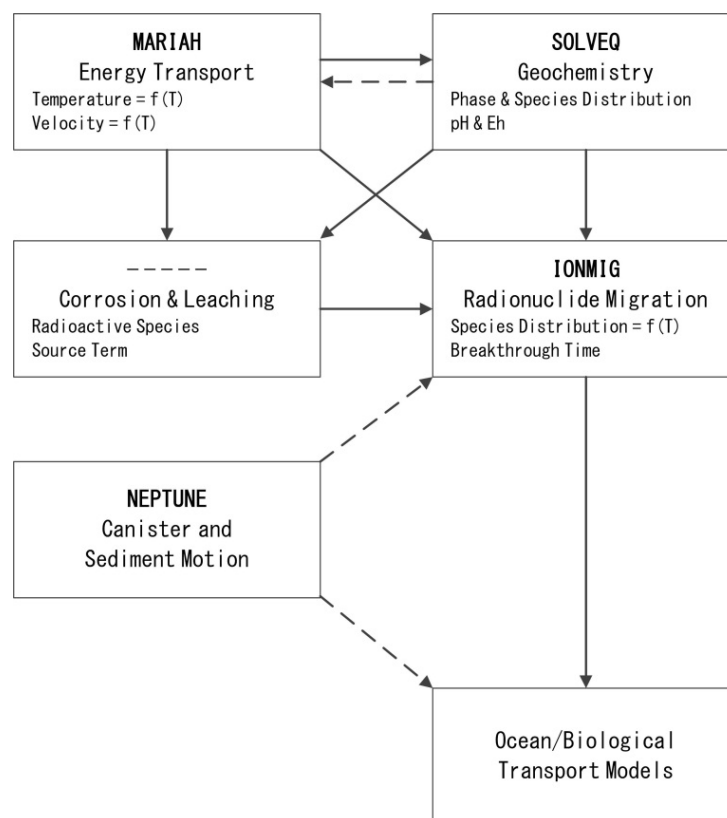 MARIAH
Energy Transport
Temperature = f(T)
Velocity = f(T)
SOLVEQ
Geochemistry
Phase & Species Distribution
pH & Eh
Corrosion & Leaching
Radioactive Species
Source Term
IONMIG
Radionuclide Migration
Species Distribution = f(T)
Breakthrough Time
NEPTUNE
Canister and
Sediment Motion
Ocean/Biological
Transport Models